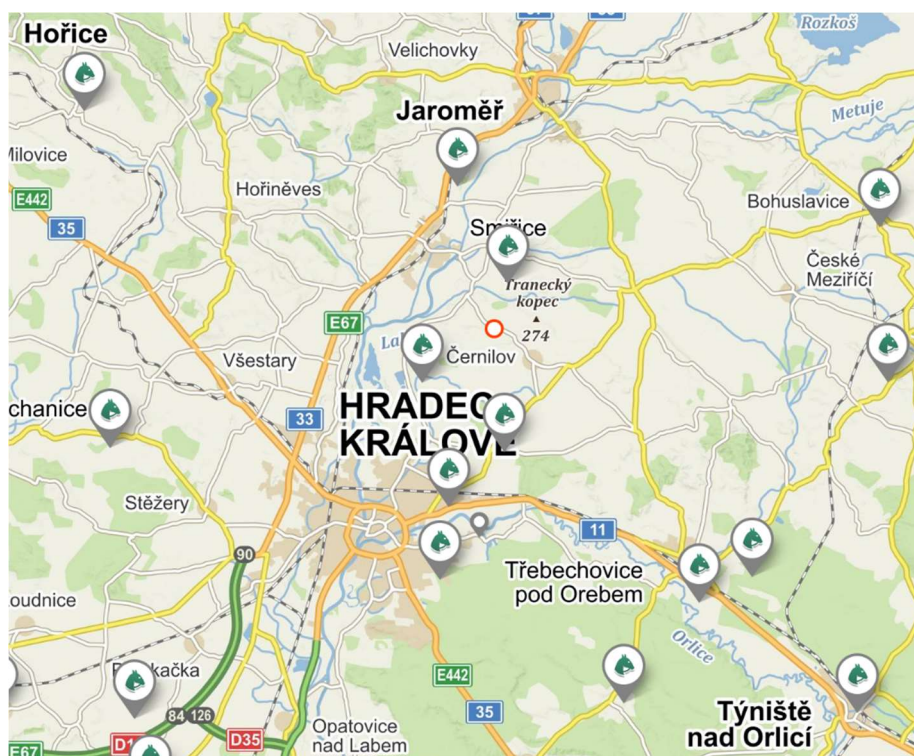 Hořice
Velichovky
Rozkoš
Jaroměř
Metuje
Milovice
Hořiněves
E442
35
Bohuslavice
Smiřice
České
Meziříčí
Tranecký
kopec
274
E67
Černilov
Všestary
chanice
33
HRADEC
KRÁLOVÉ
Stěžery
11
90
Třebechovice
pod Orebem
oudnice
Orlice
E442
35
84
126
Týniště
nad Orlicí
Opatovice
nad Labem
D35
E67